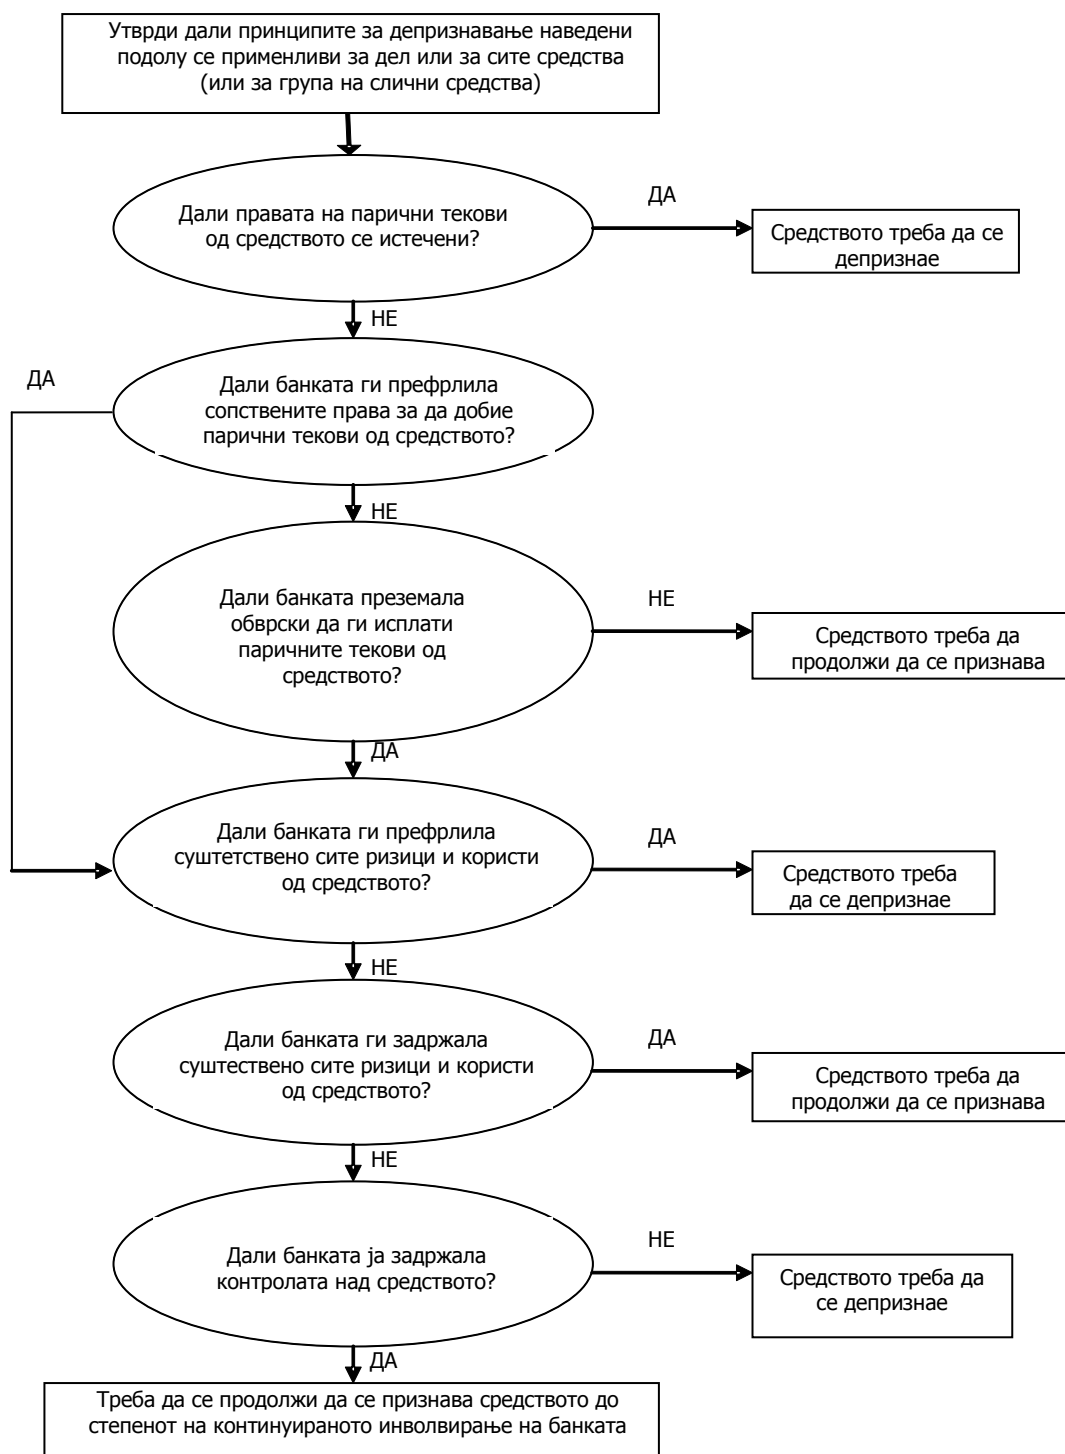 Утврди дали принципите за депризнавање наведени
подолу се применливи за дел или за сите средства
(или за група на слични средства)
Дали правата на парични текови
од средството се истечени?
ДА
Средството треба да се
депризнае
НЕ
ДА
Дали банката ги префрлила
сопствените права за да добие
парични текови од средството?
НЕ
Дали банката преземала
обврски да ги исплати
паричните текови од
средството?
НЕ
Средството треба да
продолжи да се признава
ДА
Дали банката ги префрлила
суштетствено сите ризици и користи
од средството?
ДА
Средството треба
да се депризнае
НЕ
Дали банката ги задржала
суштествено сите ризици и користи
од средството?
ДА
Средството треба да
продолжи да се признава
НЕ
Дали банката ја задржала
контролата над средството?
НЕ
Средството треба да
се депризнае
ДА
Треба да се продолжи да се признава средството до
степенот на континуираното инволвирање на банката